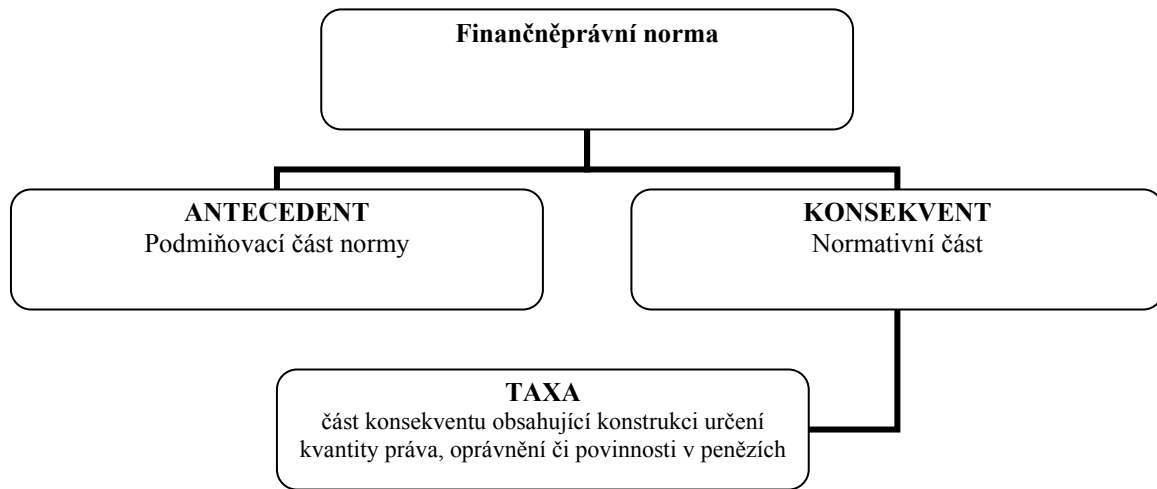 Finančněprávní norma
ANTECEDENT
Podmiňovací část normy
KONSEKVENT
Normativní část
TAXA
část konsekventu obsahující konstrukci určení
kvantity práva, oprávnění či povinnosti v penězích